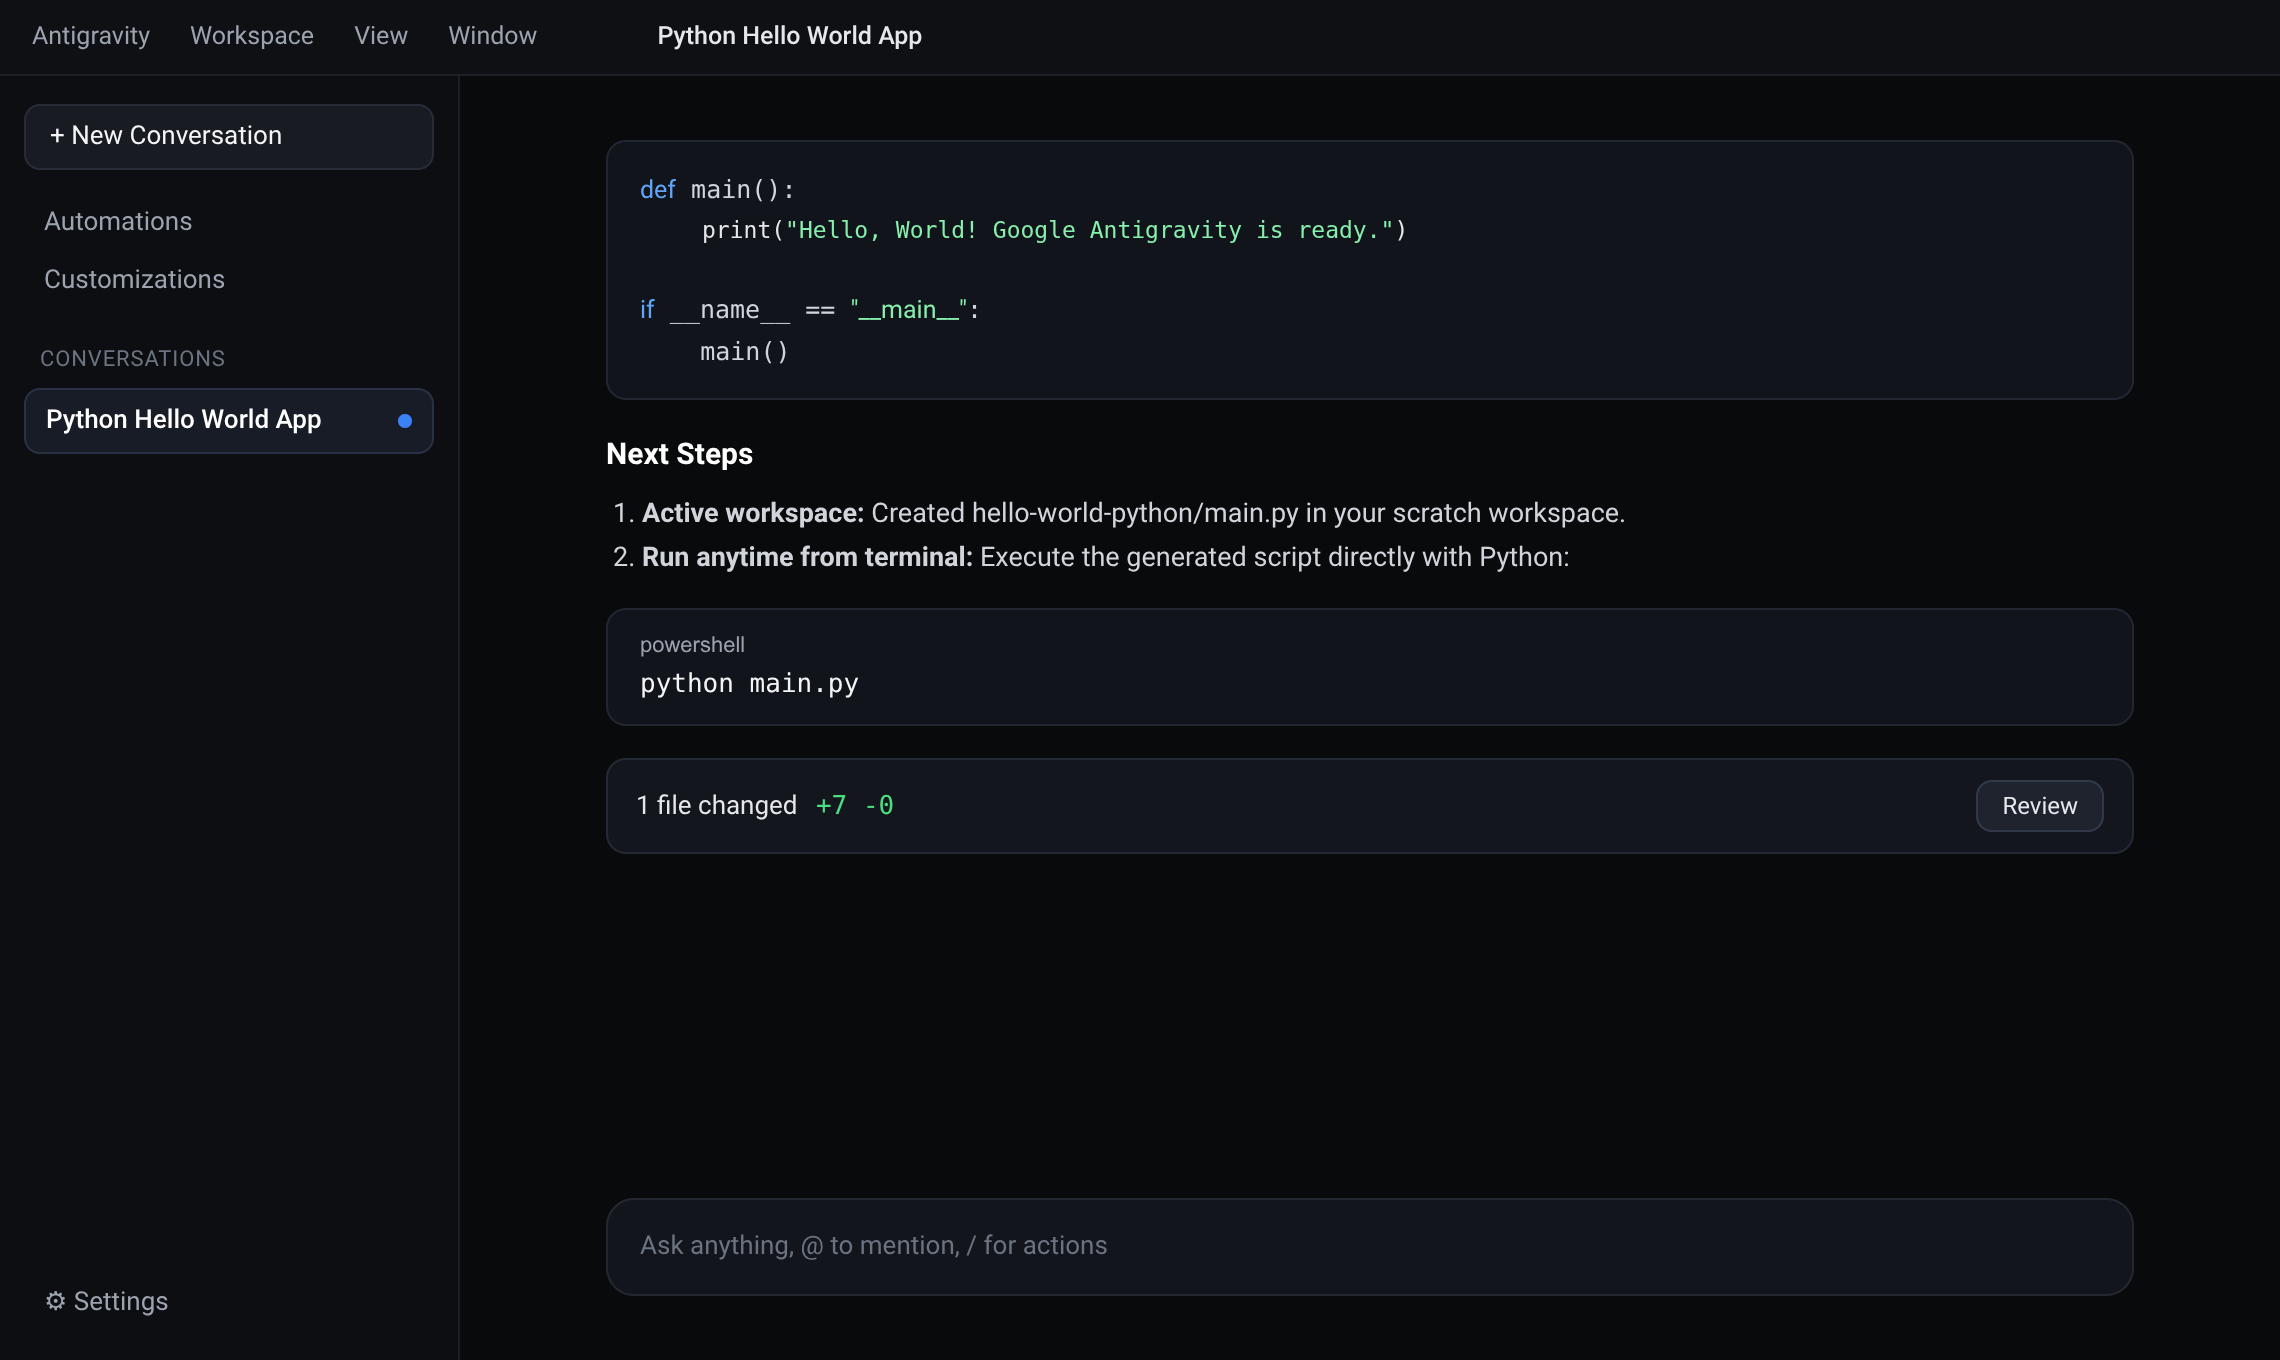 Antigravity Workspace View Window Python Hello World App
+ New Conversation
Automations
Customizations
CONVERSATIONS
Python Hello World App
def main():
    print("Hello, World! Google Antigravity is ready.")
if __name__ == "__main__":
    main()
Next Steps
1. Active workspace: Created hello-world-python/main.py in your scratch workspace.
2. Run anytime from terminal: Execute the generated script directly with Python:
powershell
python main.py
1 file changed +7 -0 Review
Ask anything, @ to mention, / for actions
⚙ Settings